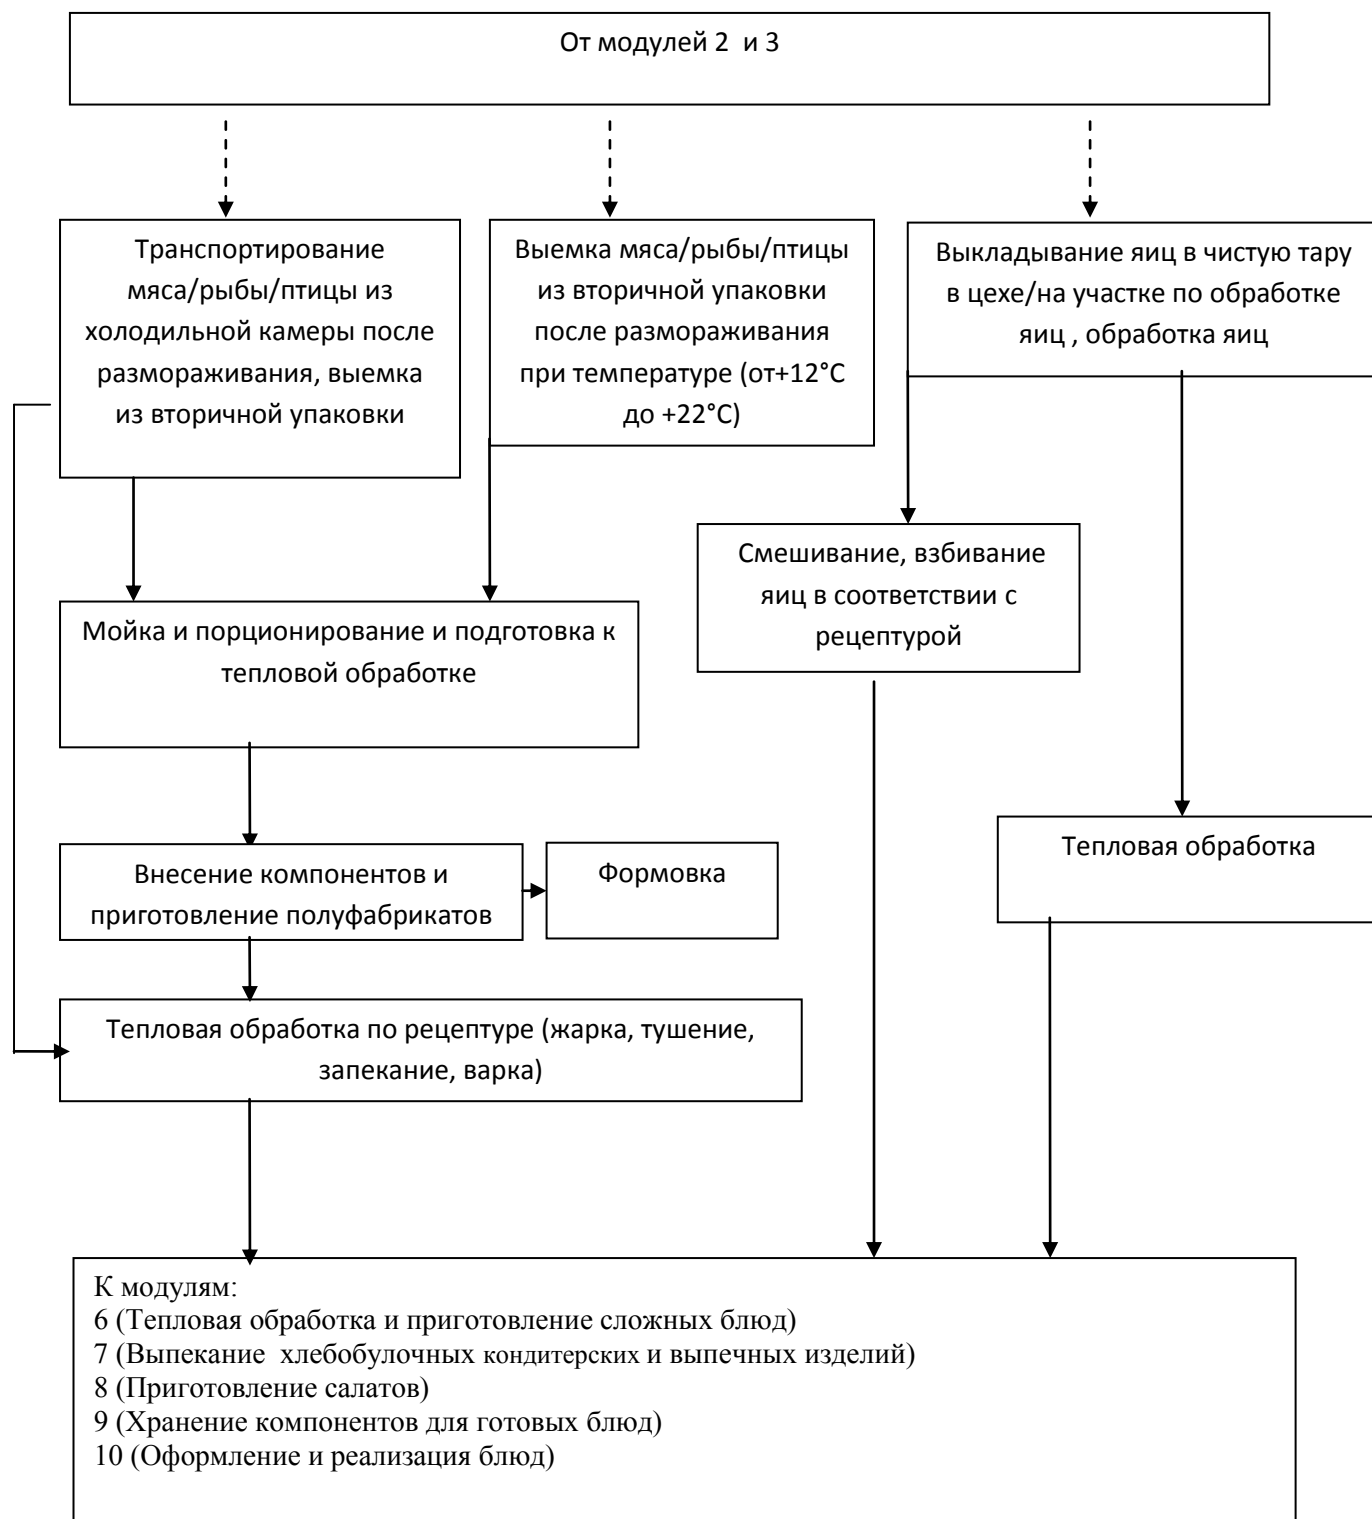 От модулей 2 и 3
Транспортирование
мяса/рыбы/птицы из
холодильной камеры после
размораживания, выемка
из вторичной упаковки
Выемка мяса/рыбы/птицы
из вторичной упаковки
после размораживания
при температуре (от+12°С
до +22°С)
Выкладывание яиц в чистую тару
в цехе/на участке по обработке
яиц , обработка яиц
Смешивание, взбивание
яиц в соответствии с
рецептурой
Мойка и порционирование и подготовка к
тепловой обработке
Тепловая обработка
Внесение компонентов и
приготовление полуфабрикатов
Формовка
Тепловая обработка по рецептуре (жарка, тушение,
запекание, варка)
К модулям:
6 (Тепловая обработка и приготовление сложных блюд)
7 (Выпекание хлебобулочных кондитерских и выпечных изделий)
8 (Приготовление салатов)
9 (Хранение компонентов для готовых блюд)
10 (Оформление и реализация блюд)